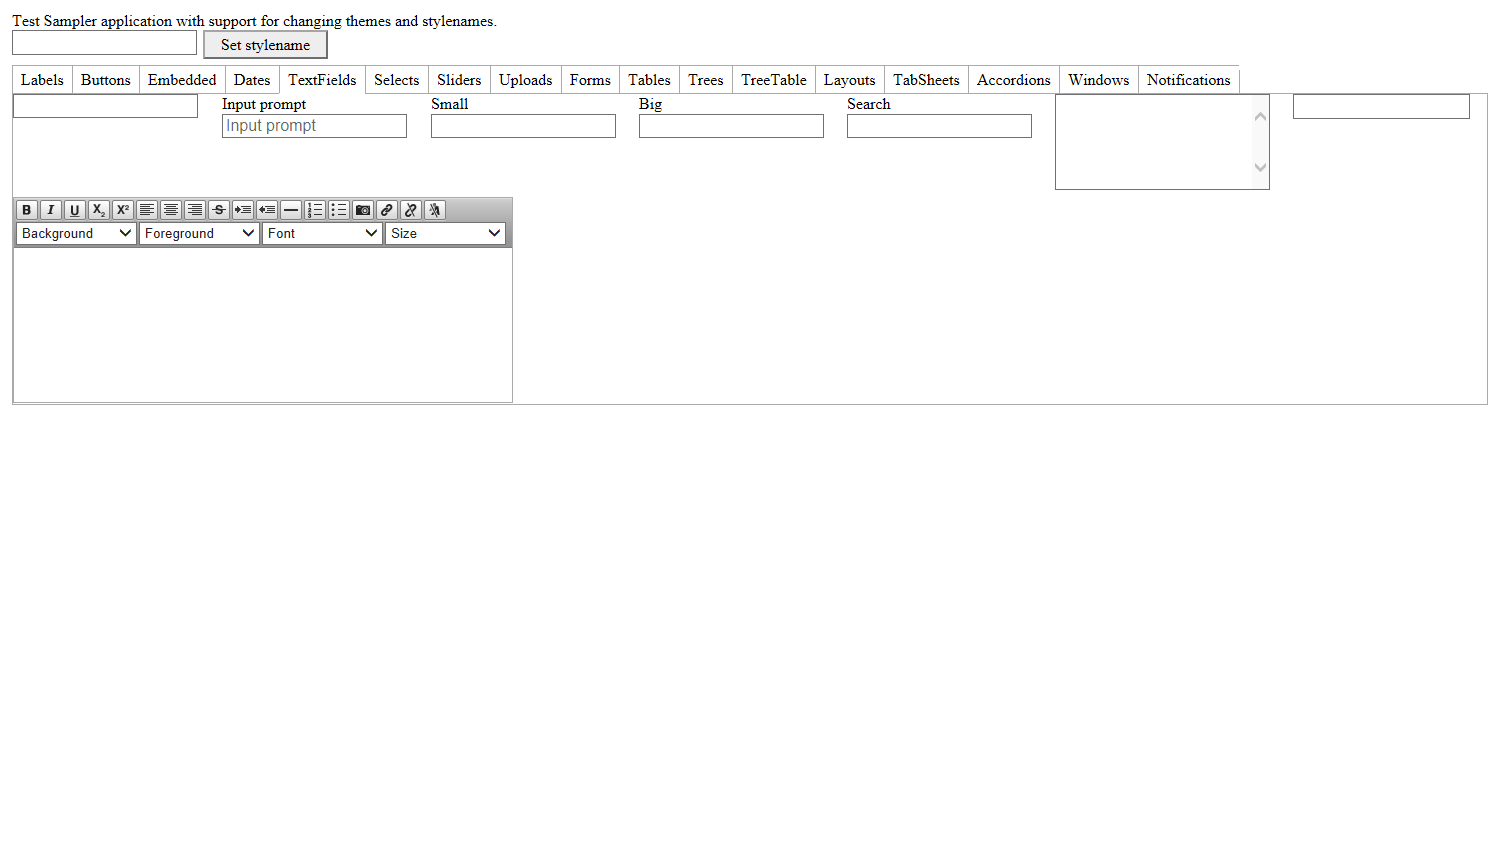 Test Sampler application with support for changing themes and stylenames.
Set stylename
Labels Buttons Embedded Dates TextFields Selects Sliders Uploads Forms Tables Trees TreeTable Layouts TabSheets Accordions Windows Notifications
Input prompt Small Big Search
Input prompt
B I U X₂ X² S
Background Foreground Font Size